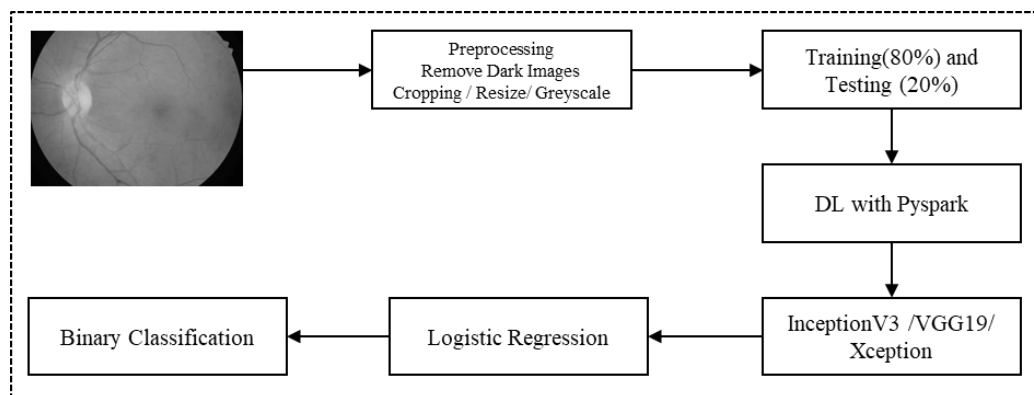 Preprocessing
Remove Dark Images
Cropping / Resize/ Greyscale
Training(80%) and
Testing (20%)
DL with Pyspark
InceptionV3 /VGG19/
Xception
Logistic Regression
Binary Classification